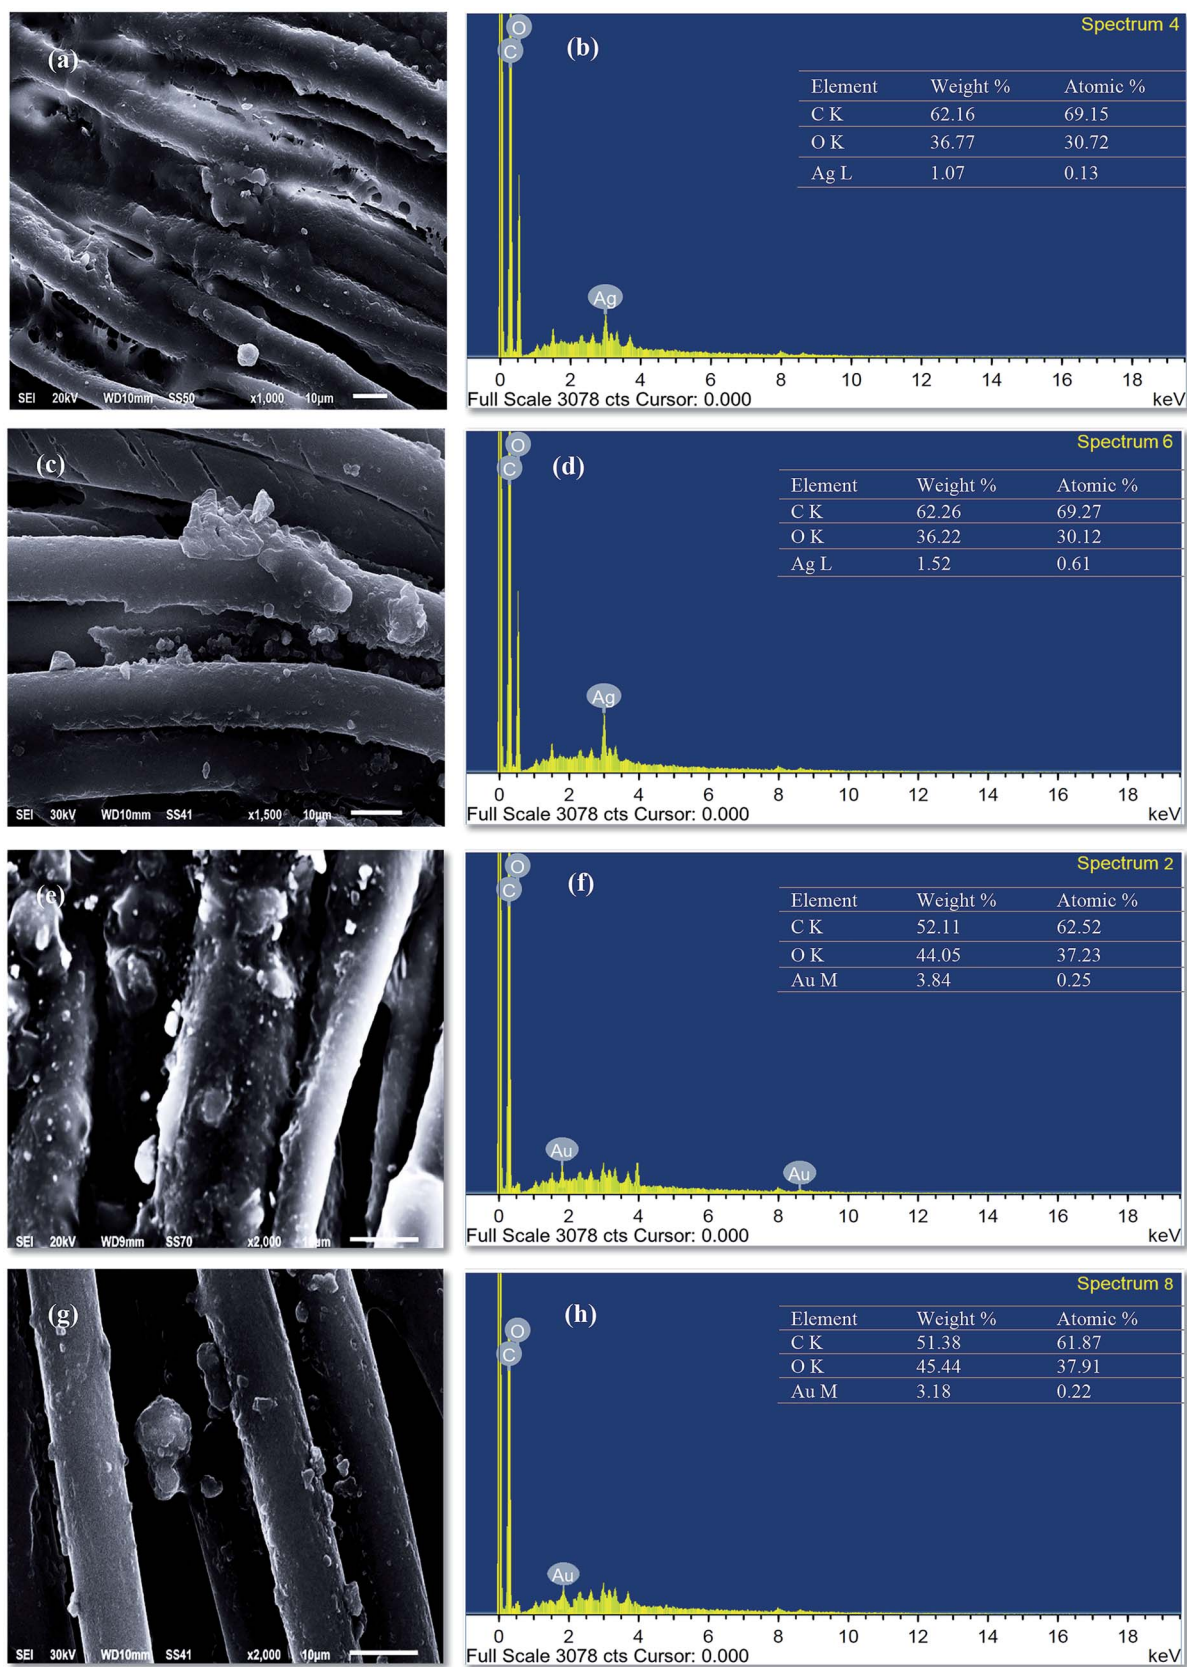 (a)
SEI 20kV WD10mm SS50 x1,000 10µm
(b)
Spectrum 4
O
C
Element Weight % Atomic %
C K 62.16 69.15
O K 36.77 30.72
Ag L 1.07 0.13
Ag
0 2 4 6 8 10 12 14 16 18
Full Scale 3078 cts Cursor: 0.000 keV
(c)
SEI 30kV WD10mm SS41 x1,500 10µm
(d)
Spectrum 6
O
C
Element Weight % Atomic %
C K 62.26 69.27
O K 36.22 30.12
Ag L 1.52 0.61
Ag
0 2 4 6 8 10 12 14 16 18
Full Scale 3078 cts Cursor: 0.000 keV
(e)
SEI 20kV WD9mm SS70 x2,000 10µm
(f)
Spectrum 2
O
C
Element Weight % Atomic %
C K 52.11 62.52
O K 44.05 37.23
Au M 3.84 0.25
Au
Au
0 2 4 6 8 10 12 14 16 18
Full Scale 3078 cts Cursor: 0.000 keV
(g)
SEI 30kV WD10mm SS41 x2,000 10µm
(h)
Spectrum 8
O
C
Element Weight % Atomic %
C K 51.38 61.87
O K 45.44 37.91
Au M 3.18 0.22
Au
0 2 4 6 8 10 12 14 16 18
Full Scale 3078 cts Cursor: 0.000 keV